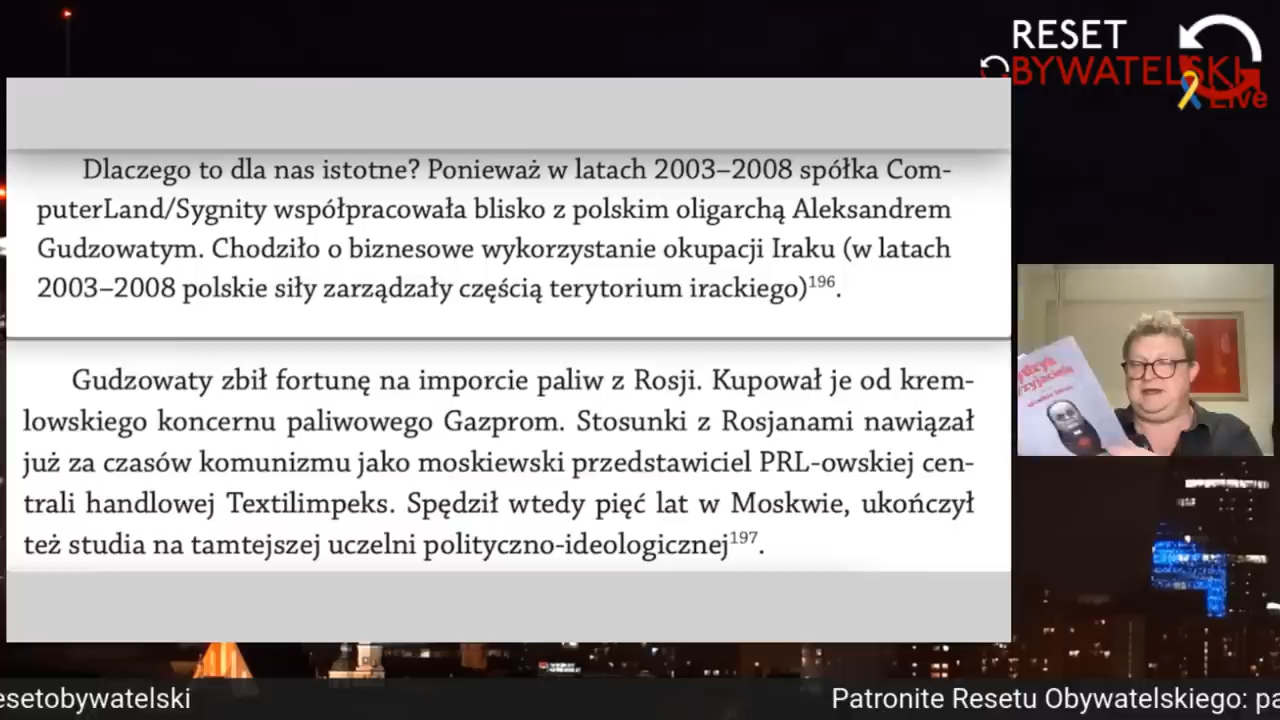 RESET
OBYWATELSKI
Live
Dlaczego to dla nas istotne? Ponieważ w latach 2003–2008 spółka Com-
puterLand/Sygnity współpracowała blisko z polskim oligarchą Aleksandrem
Gudzowatym. Chodziło o biznesowe wykorzystanie okupacji Iraku (w latach
2003–2008 polskie siły zarządzały częścią terytorium irackiego)196.
Gudzowaty zbił fortunę na imporcie paliw z Rosji. Kupował je od krem-
lowskiego koncernu paliwowego Gazprom. Stosunki z Rosjanami nawiązał
już za czasów komunizmu jako moskiewski przedstawiciel PRL-owskiej cen-
trali handlowej Textilimpeks. Spędził wtedy pięć lat w Moskwie, ukończył
też studia na tamtejszej uczelni polityczno-ideologicznej197.
esetobywatelski
Patronite Resetu Obywatelskiego: pa